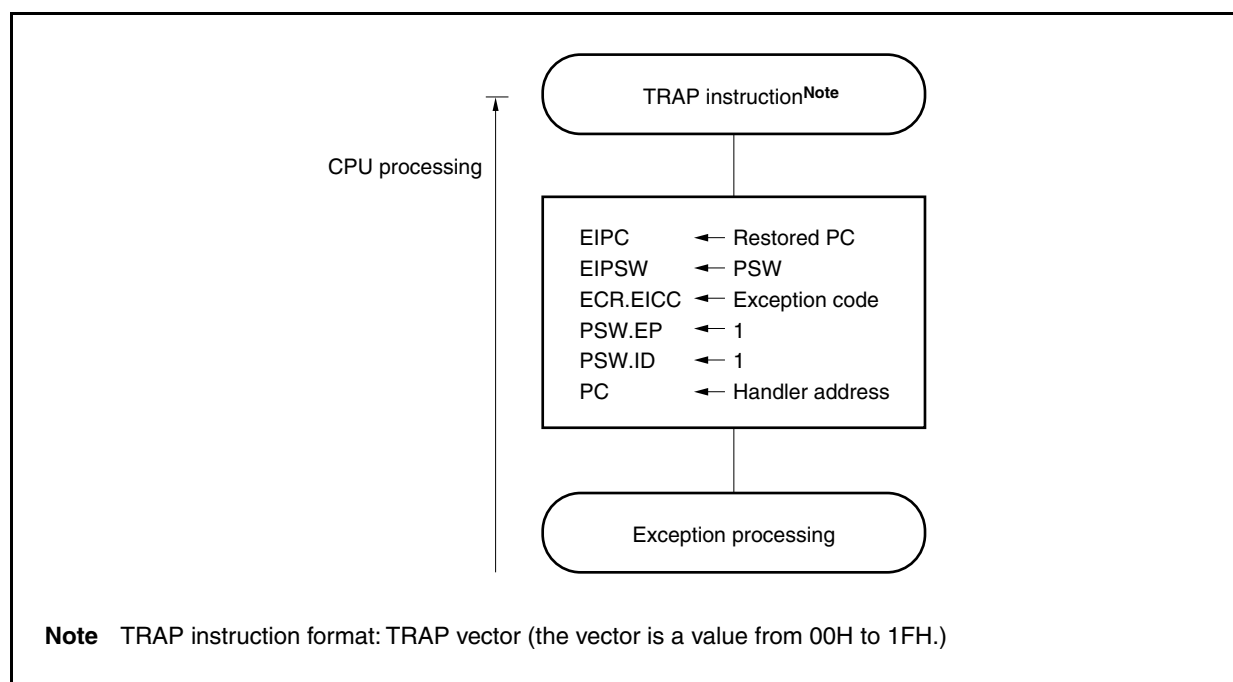 TRAP instructionNote
CPU processing
EIPC ← Restored PC
EIPSW ← PSW
ECR.EICC ← Exception code
PSW.EP ← 1
PSW.ID ← 1
PC ← Handler address
Exception processing
Note TRAP instruction format: TRAP vector (the vector is a value from 00H to 1FH.)